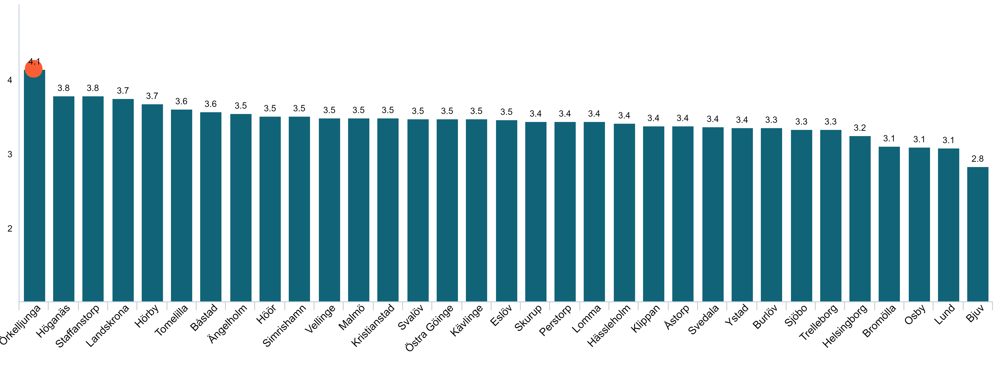 4.1
3.8
3.8
3.7
3.7
3.6
3.6
3.5
3.5
3.5
3.5
3.5
3.5
3.5
3.5
3.5
3.5
3.4
3.4
3.4
3.4
3.4
3.4
3.4
3.4
3.3
3.3
3.3
3.2
3.1
3.1
3.1
2.8
4
3
2
Örkelljunga
Höganäs
Staffanstorp
Landskrona
Hörby
Tomelilla
Båstad
Ängelholm
Höör
Simrishamn
Vellinge
Malmö
Kristianstad
Svalöv
Östra Göinge
Kävlinge
Eslöv
Skurup
Perstorp
Lomma
Hässleholm
Klippan
Åstorp
Svedala
Ystad
Burlöv
Sjöbo
Trelleborg
Helsingborg
Bromölla
Osby
Lund
Bjuv